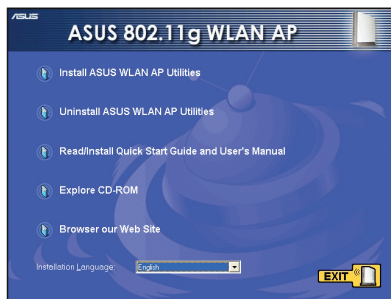 ASUS
ASUS 802.11g WLAN AP
Install ASUS WLAN AP Utilities
Uninstall ASUS WLAN AP Utilities
Read/Install Quick Start Guide and User's Manual
Explore CD-ROM
Browser our Web Site
Installation Language: English
EXIT